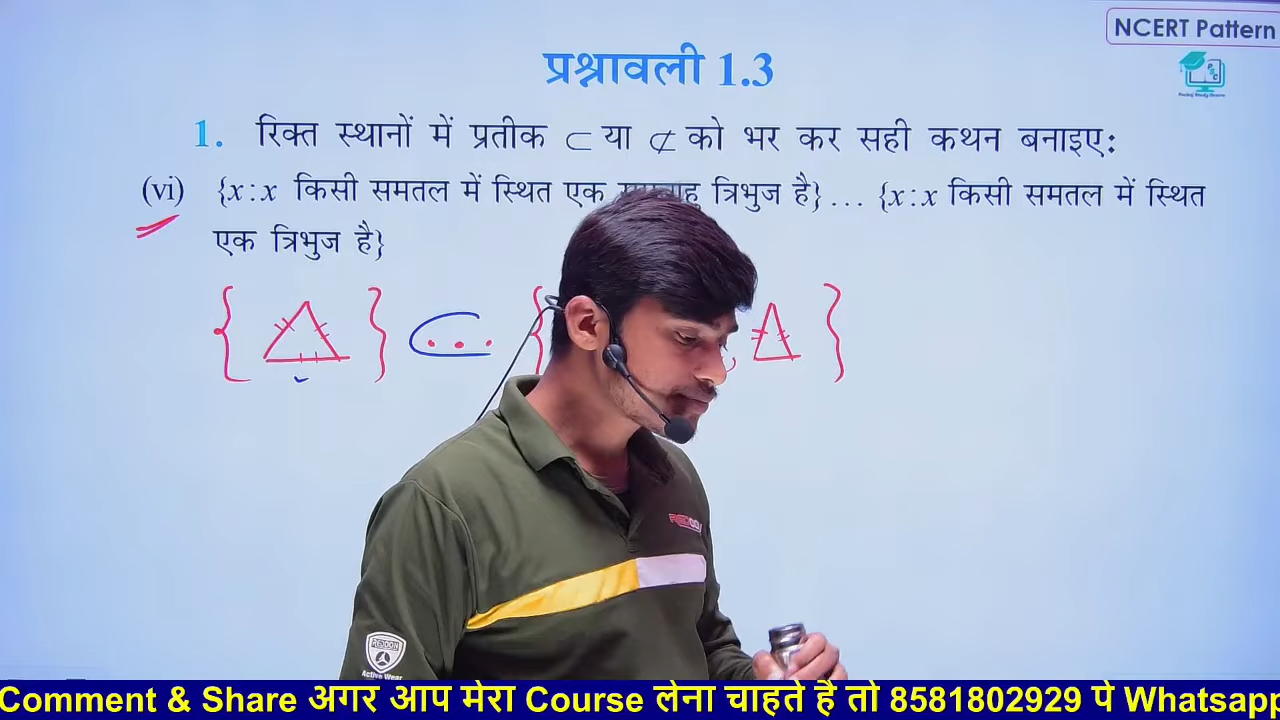 NCERT Pattern
प्रश्नावली 1.3
1. रिक्त स्थानों में प्रतीक ⊂ या ⊄ को भर कर सही कथन बनाइए:
(vi) {x : x किसी समतल में स्थित एक त्रिभुज है} ... {x : x किसी समतल में स्थित
एक त्रिभुज है}
{ } ⊂ ... { , }
REDDON
Active Wear
Comment & Share अगर आप मेरा Course लेना चाहते है तो 8581802929 पे Whatsapp